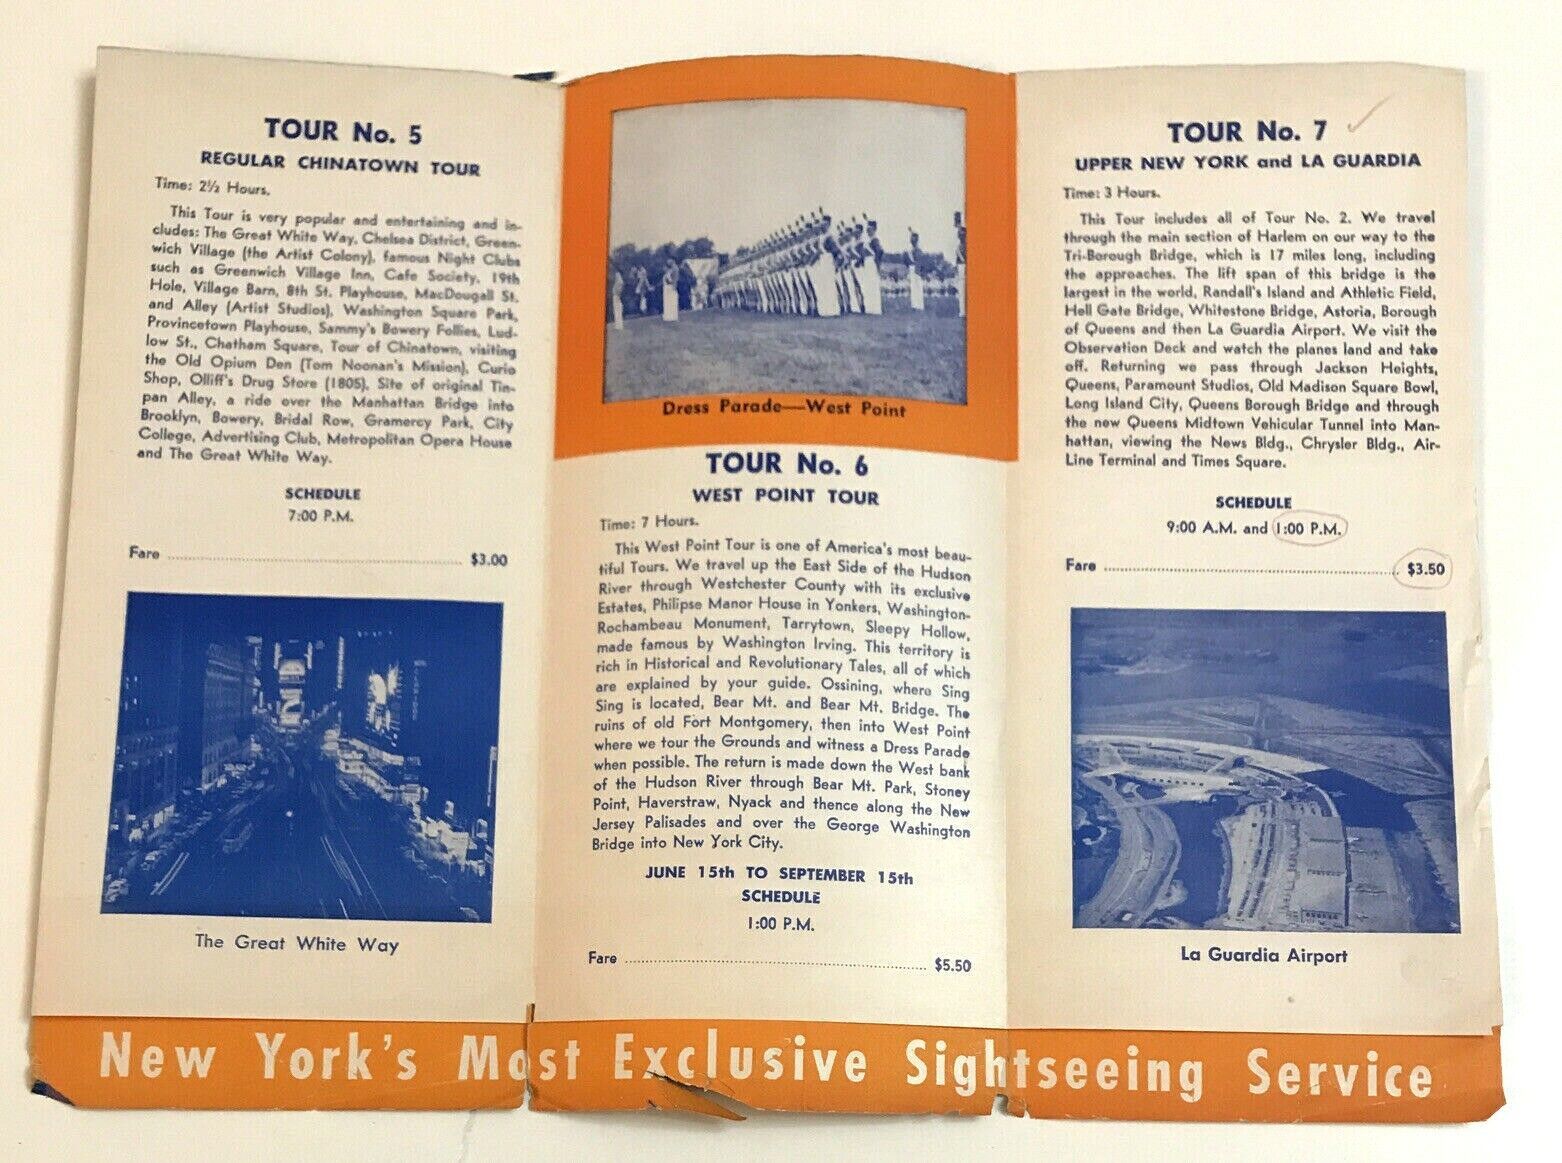 TOUR No. 5
REGULAR CHINATOWN TOUR
Time: 2½ Hours.
This Tour is very popular and entertaining and in-
cludes: The Great White Way, Chelsea District, Green-
wich Village (the Artist Colony), famous Night Clubs
such as Greenwich Village Inn, Cafe Society, 19th
Hole, Village Barn, 8th St. Playhouse, MacDougall St.
and Alley (Artist Studios), Washington Square Park,
Provincetown Playhouse, Sammy's Bowery Follies, Lud-
low St., Chatham Square, Tour of Chinatown, visiting
the Old Opium Den (Tom Noonan's Mission), Curio
Shop, Olliff's Drug Store (1805), Site of original Tin-
pan Alley, a ride over the Manhattan Bridge into
Brooklyn, Bowery, Bridal Row, Gramercy Park, City
College, Advertising Club, Metropolitan Opera House
and The Great White Way.
SCHEDULE
7:00 P.M.
Fare ........ $3.00
The Great White Way
Dress Parade—West Point
TOUR No. 6
WEST POINT TOUR
Time: 7 Hours.
This West Point Tour is one of America's most beau-
tiful Tours. We travel up the East Side of the Hudson
River through Westchester County with its exclusive
Estates, Philipse Manor House in Yonkers, Washington-
Rochambeau Monument, Tarrytown, Sleepy Hollow,
made famous by Washington Irving. This territory is
rich in Historical and Revolutionary Tales, all of which
are explained by your guide. Ossining, where Sing
Sing is located, Bear Mt. and Bear Mt. Bridge. The
ruins of old Fort Montgomery, then into West Point
where we tour the Grounds and witness a Dress Parade
when possible. The return is made down the West bank
of the Hudson River through Bear Mt. Park, Stoney
Point, Haverstraw, Nyack and thence along the New
Jersey Palisades and over the George Washington
Bridge into New York City.
JUNE 15th TO SEPTEMBER 15th
SCHEDULE
1:00 P.M.
Fare ........ $5.50
TOUR No. 7
UPPER NEW YORK and LA GUARDIA
Time: 3 Hours.
This Tour includes all of Tour No. 2. We travel
through the main section of Harlem on our way to the
Tri-Borough Bridge, which is 17 miles long, including
the approaches. The lift span of this bridge is the
largest in the world, Randall's Island and Athletic Field,
Hell Gate Bridge, Whitestone Bridge, Astoria, Borough
of Queens and then La Guardia Airport. We visit the
Observation Deck and watch the planes land and take
off. Returning we pass through Jackson Heights,
Queens, Paramount Studios, Old Madison Square Bowl,
Long Island City, Queens Borough Bridge and through
the new Queens Midtown Vehicular Tunnel into Man-
hattan, viewing the News Bldg., Chrysler Bldg., Air-
Line Terminal and Times Square.
SCHEDULE
9:00 A.M. and 1:00 P.M.
Fare ........ $3.50
La Guardia Airport
New York's Most Exclusive Sightseeing Service